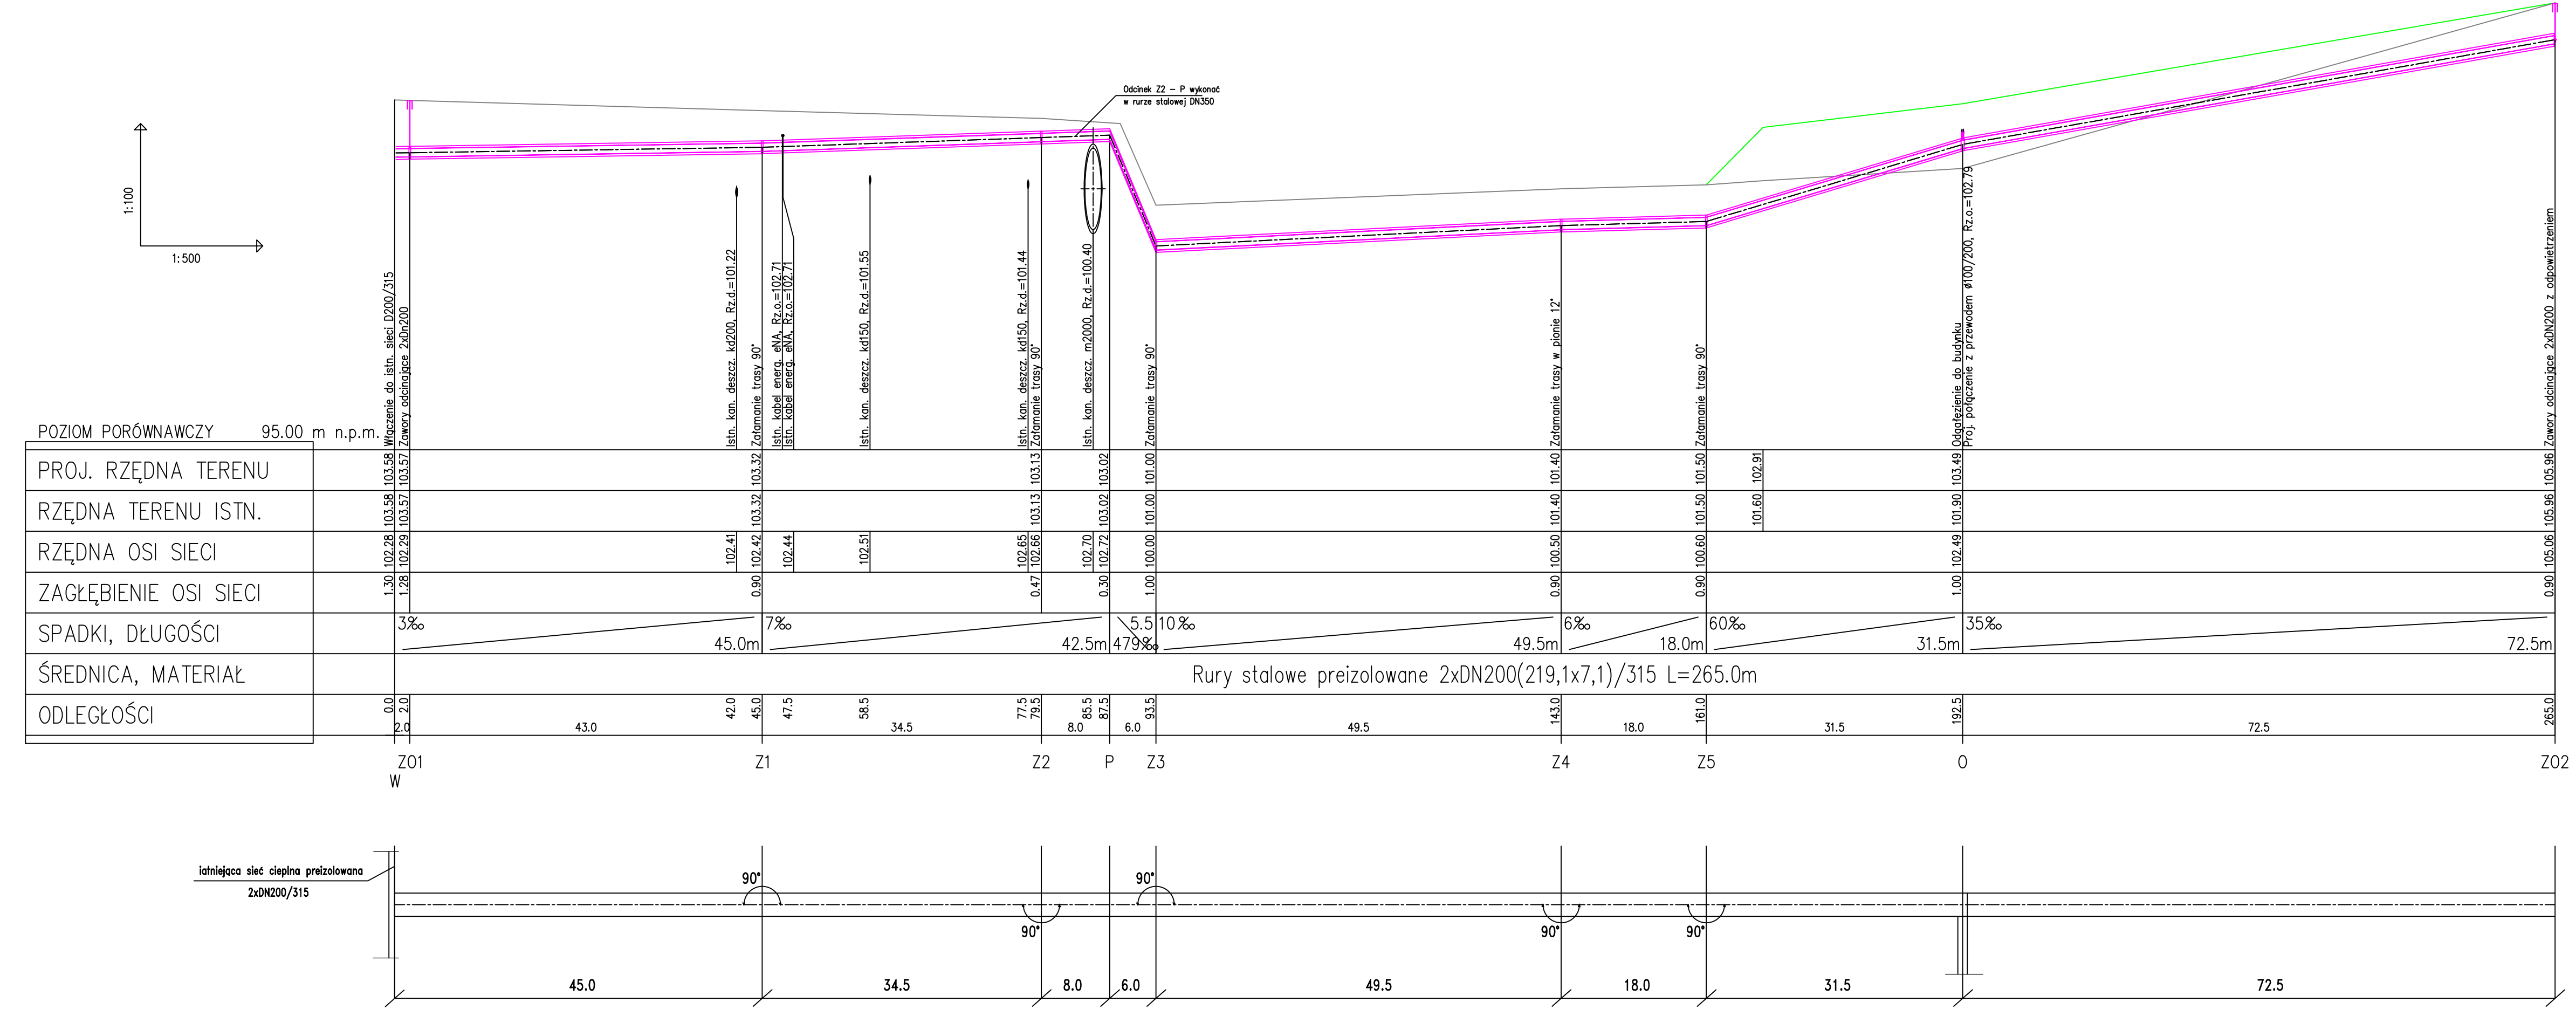 Odcinek Z2 – P wykonać
w rurze stalowej DN350
1:100
1:500
Włączenie do istn. sieci D200/315
Zawory odcinające 2xDn200
Istn. kan. deszcz. kd200, Rz.d.=101.22
Załamanie trasy 90°
Istn. kabel energ. eNA, Rz.o.=102.71
Istn. kabel energ. eNA, Rz.o.=102.71
Istn. kan. deszcz. kd150, Rz.d.=101.55
Istn. kan. deszcz. kd150, Rz.d.=101.44
Załamanie trasy 90°
Istn. kan. deszcz. m2000, Rz.d.=100.40
Załamanie trasy 90°
Załamanie trasy w pionie 12°
Załamanie trasy 90°
Odgałęzienie do budynku
Proj. połączenie z przewodem ø100/200, Rz.o.=102.79
Zawory odcinające 2xDN200 z odpowietrzeniem
POZIOM PORÓWNAWCZY 95.00 m n.p.m.
PROJ. RZĘDNA TERENU 103.58 103.57 103.32 103.13 103.02 101.00 101.40 101.50 102.91 103.49 105.96
RZĘDNA TERENU ISTN. 103.58 103.57 103.32 103.13 103.02 101.00 101.40 101.50 101.60 101.90 105.96
RZĘDNA OSI SIECI 102.28 102.29 102.41 102.42 102.44 102.51 102.65 102.66 102.70 102.72 100.00 100.50 100.60 102.49 105.06
ZAGŁĘBIENIE OSI SIECI 1.30 1.28 0.90 0.47 0.30 1.00 0.90 0.90 1.00 0.90
SPADKI, DŁUGOŚCI 3‰ 45.0m 7‰ 42.5m 5.5 479‰ 10‰ 49.5m 6‰ 18.0m 60‰ 31.5m 35‰ 72.5m
ŚREDNICA, MATERIAŁ Rury stalowe preizolowane 2xDN200(219,1x7,1)/315 L=265.0m
ODLEGŁOŚCI 0.0 2.0 42.0 45.0 47.5 58.5 77.5 79.5 85.5 87.5 93.5 143.0 161.0 192.5 265.0
2.0 43.0 34.5 8.0 6.0 49.5 18.0 31.5 72.5
ZO1 Z1 Z2 P Z3 Z4 Z5 O ZO2
W
iatniejąca sieć cieplna preizolowana
2xDN200/315
90° 90°
90° 90° 90°
45.0 34.5 8.0 6.0 49.5 18.0 31.5 72.5